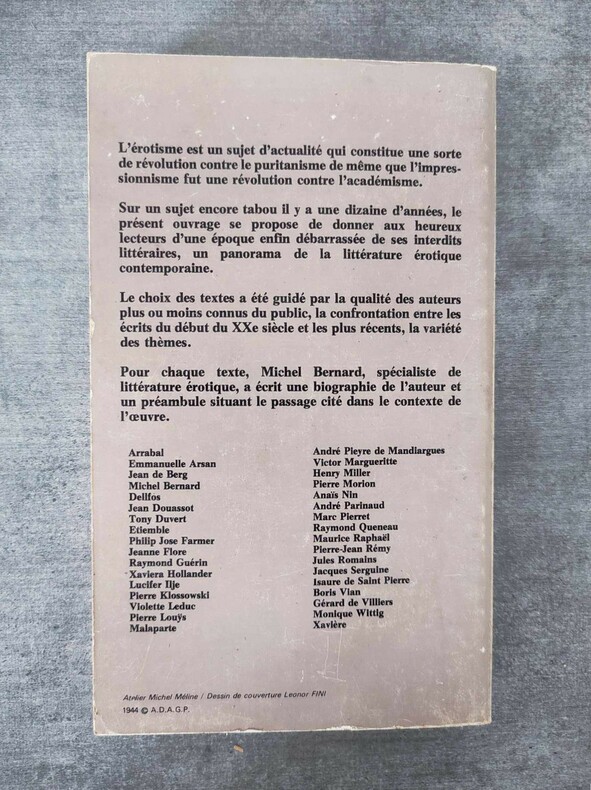 L'érotisme est un sujet d'actualité qui constitue une sorte
de révolution contre le puritanisme de même que l'impres-
sionnisme fut une révolution contre l'académisme.
Sur un sujet encore tabou il y a une dizaine d'années, le
présent ouvrage se propose de donner aux heureux
lecteurs d'une époque enfin débarrassée de ses interdits
littéraires, un panorama de la littérature érotique
contemporaine.
Le choix des textes a été guidé par la qualité des auteurs
plus ou moins connus du public, la confrontation entre les
écrits du début du XXe siècle et les plus récents, la variété
des thèmes.
Pour chaque texte, Michel Bernard, spécialiste de
littérature érotique, a écrit une biographie de l'auteur et
un préambule situant le passage cité dans le contexte de
l'œuvre.
Arrabal
Emmanuelle Arsan
Jean de Berg
Michel Bernard
Dellfos
Jean Douassot
Tony Duvert
Etiemble
Philip Jose Farmer
Jeanne Flore
Raymond Guérin
Xaviera Hollander
Lucifer Ilje
Pierre Klossowski
Violette Leduc
Pierre Louÿs
Malaparte
André Pieyre de Mandiargues
Victor Margueritte
Henry Miller
Pierre Morion
Anaïs Nin
André Parinaud
Marc Pierret
Raymond Queneau
Maurice Raphaël
Pierre-Jean Rémy
Jules Romains
Jacques Serguine
Isaure de Saint Pierre
Boris Vian
Gérard de Villiers
Monique Wittig
Xavière
Atelier Michel Méline / Dessin de couverture Leonor FINI
1944 © A.D.A.G.P.